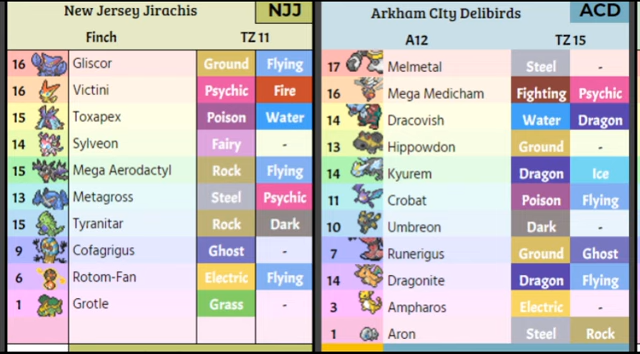 New Jersey Jirachis NJJ
Finch TZ 11
16 Gliscor Ground Flying
16 Victini Psychic Fire
15 Toxapex Poison Water
14 Sylveon Fairy -
15 Mega Aerodactyl Rock Flying
13 Metagross Steel Psychic
15 Tyranitar Rock Dark
9 Cofagrigus Ghost -
6 Rotom-Fan Electric Flying
1 Grotle Grass -
Arkham CIty Delibirds ACD
A12 TZ 15
17 Melmetal Steel -
16 Mega Medicham Fighting Psychic
14 Dracovish Water Dragon
13 Hippowdon Ground -
14 Kyurem Dragon Ice
11 Crobat Poison Flying
10 Umbreon Dark -
7 Runerigus Ground Ghost
14 Dragonite Dragon Flying
3 Ampharos Electric -
1 Aron Steel Rock